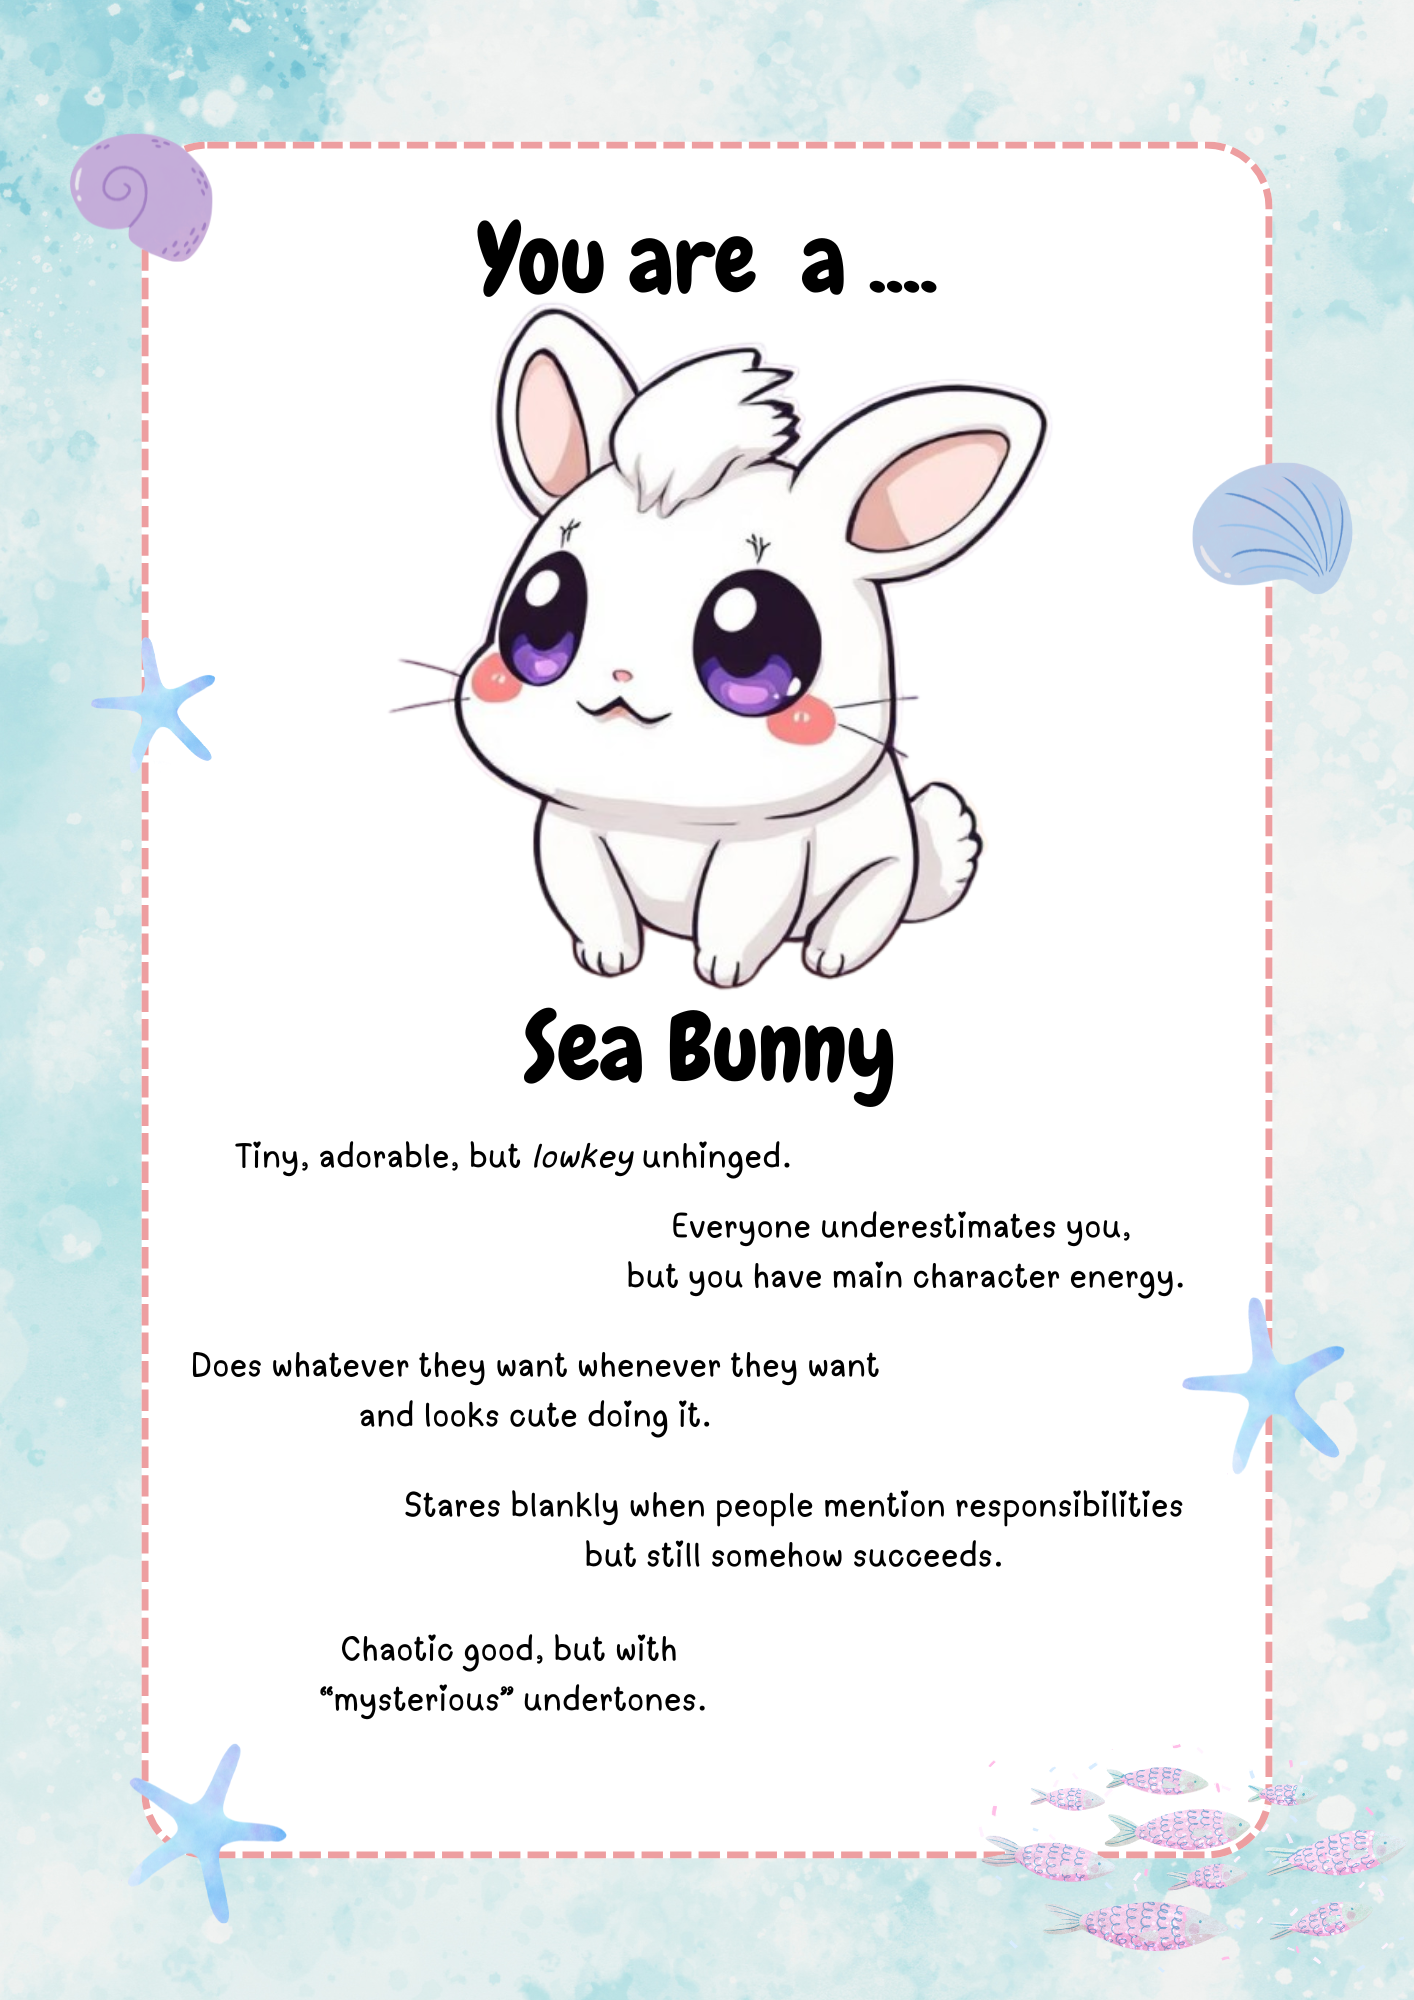 You are a ....
Sea Bunny
Tiny, adorable, but lowkey unhinged.
Everyone underestimates you,
but you have main character energy.
Does whatever they want whenever they want
and looks cute doing it.
Stares blankly when people mention responsibilities
but still somehow succeeds.
Chaotic good, but with
“mysterious” undertones.